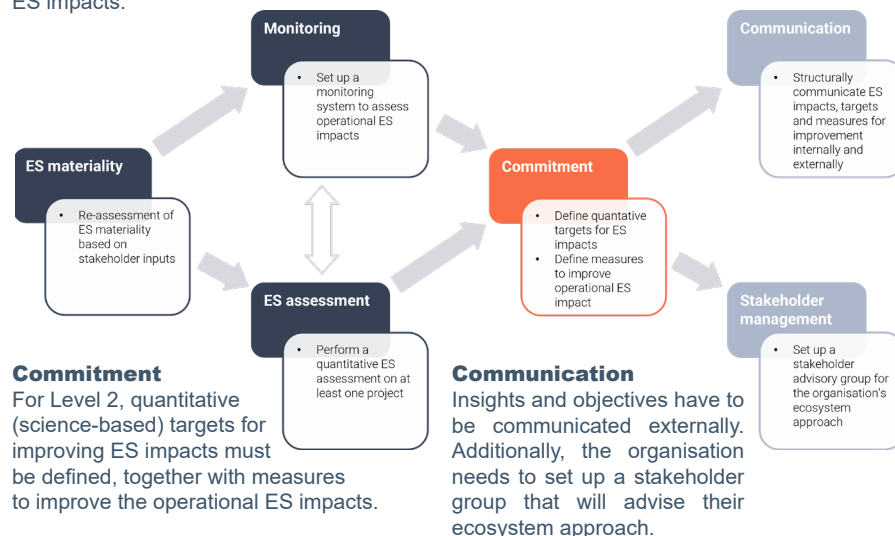 ES impacts.
Monitoring
• Set up a
monitoring
system to assess
operational ES
impacts
Communication
• Structurally
communicate ES
impacts, targets
and measures for
improvement
internally and
externally
ES materiality
• Re-assessment of
ES materiality
based on
stakeholder inputs
Commitment
• Define quantative
targets for ES
impacts
• Define measures
to improve
operational ES
impact
ES assessment
• Perform a
quantitative ES
assessment on at
least one project
Stakeholder
management
• Set up a
stakeholder
advisory group for
the organisation's
ecosystem
approach
Commitment
For Level 2, quantitative
(science-based) targets for
improving ES impacts must
be defined, together with measures
to improve the operational ES impacts.
Communication
Insights and objectives have to
be communicated externally.
Additionally, the organisation
needs to set up a stakeholder
group that will advise their
ecosystem approach.